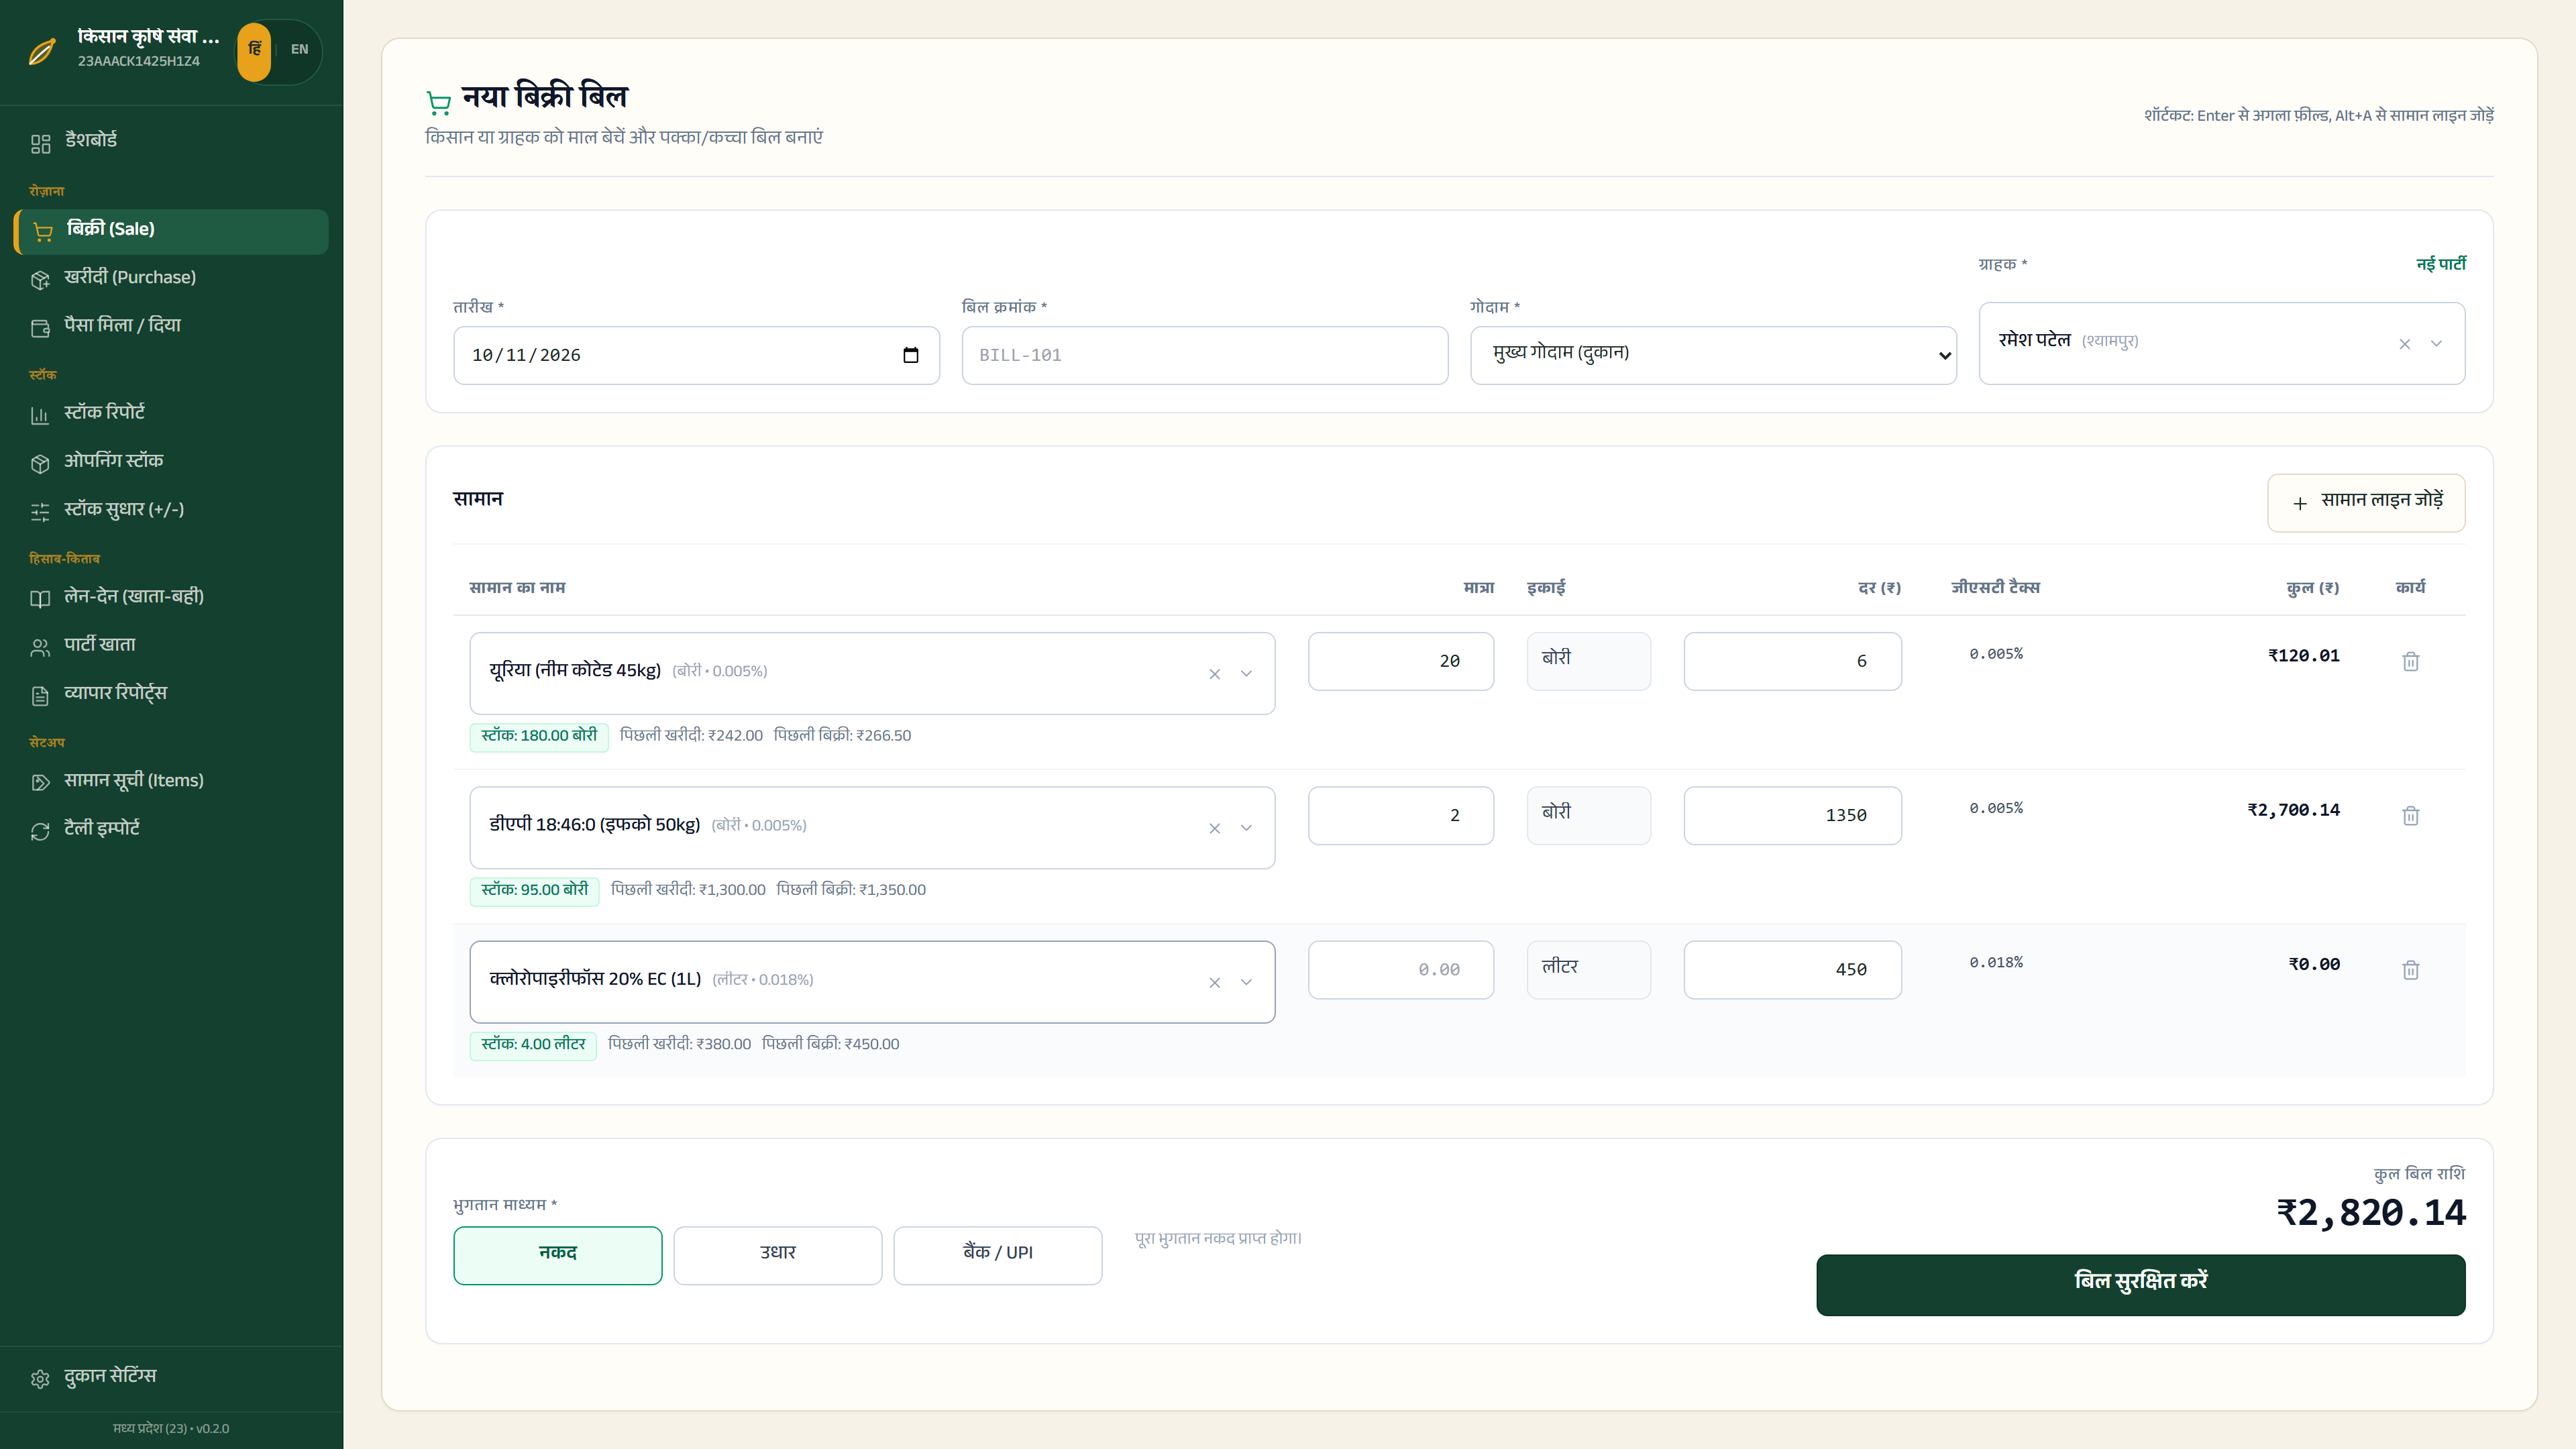 किसान कृषि सेवा ...
23AAACK1425H1Z4
हिं
EN
डैशबोर्ड
रोज़ाना
बिक्री (Sale)
खरीदी (Purchase)
पैसा मिला / दिया
स्टॉक
स्टॉक रिपोर्ट
ओपनिंग स्टॉक
स्टॉक सुधार (+/-)
हिसाब-किताब
लेन-देन (खाता-बही)
पार्टी खाता
व्यापार रिपोर्ट्स
सेटअप
सामान सूची (Items)
टैली इम्पोर्ट
दुकान सेटिंग्स
मध्य प्रदेश (23) • v0.2.0
नया बिक्री बिल
किसान या ग्राहक को माल बेचें और पक्का/कच्चा बिल बनाएं
शॉर्टकट: Enter से अगला फ़ील्ड, Alt+A से सामान लाइन जोड़ें
तारीख *
बिल क्रमांक *
गोदाम *
ग्राहक *
नई पार्टी
10/11/2026
BILL-101
मुख्य गोदाम (दुकान)
रमेश पटेल (श्यामपुर)
सामान
सामान लाइन जोड़ें
सामान का नाम मात्रा इकाई दर (₹) जीएसटी टैक्स कुल (₹) कार्य
यूरिया (नीम कोटेड 45kg) (बोरी • 0.005%) 20 बोरी 6 0.005% ₹120.01
स्टॉक: 180.00 बोरी पिछली खरीदी: ₹242.00 पिछली बिक्री: ₹266.50
डीएपी 18:46:0 (इफको 50kg) (बोरी • 0.005%) 2 बोरी 1350 0.005% ₹2,700.14
स्टॉक: 95.00 बोरी पिछली खरीदी: ₹1,300.00 पिछली बिक्री: ₹1,350.00
क्लोरोपाइरीफॉस 20% EC (1L) (लीटर • 0.018%) 0.00 लीटर 450 0.018% ₹0.00
स्टॉक: 4.00 लीटर पिछली खरीदी: ₹380.00 पिछली बिक्री: ₹450.00
भुगतान माध्यम *
नकद
उधार
बैंक / UPI
पूरा भुगतान नकद प्राप्त होगा।
कुल बिल राशि
₹2,820.14
बिल सुरक्षित करें